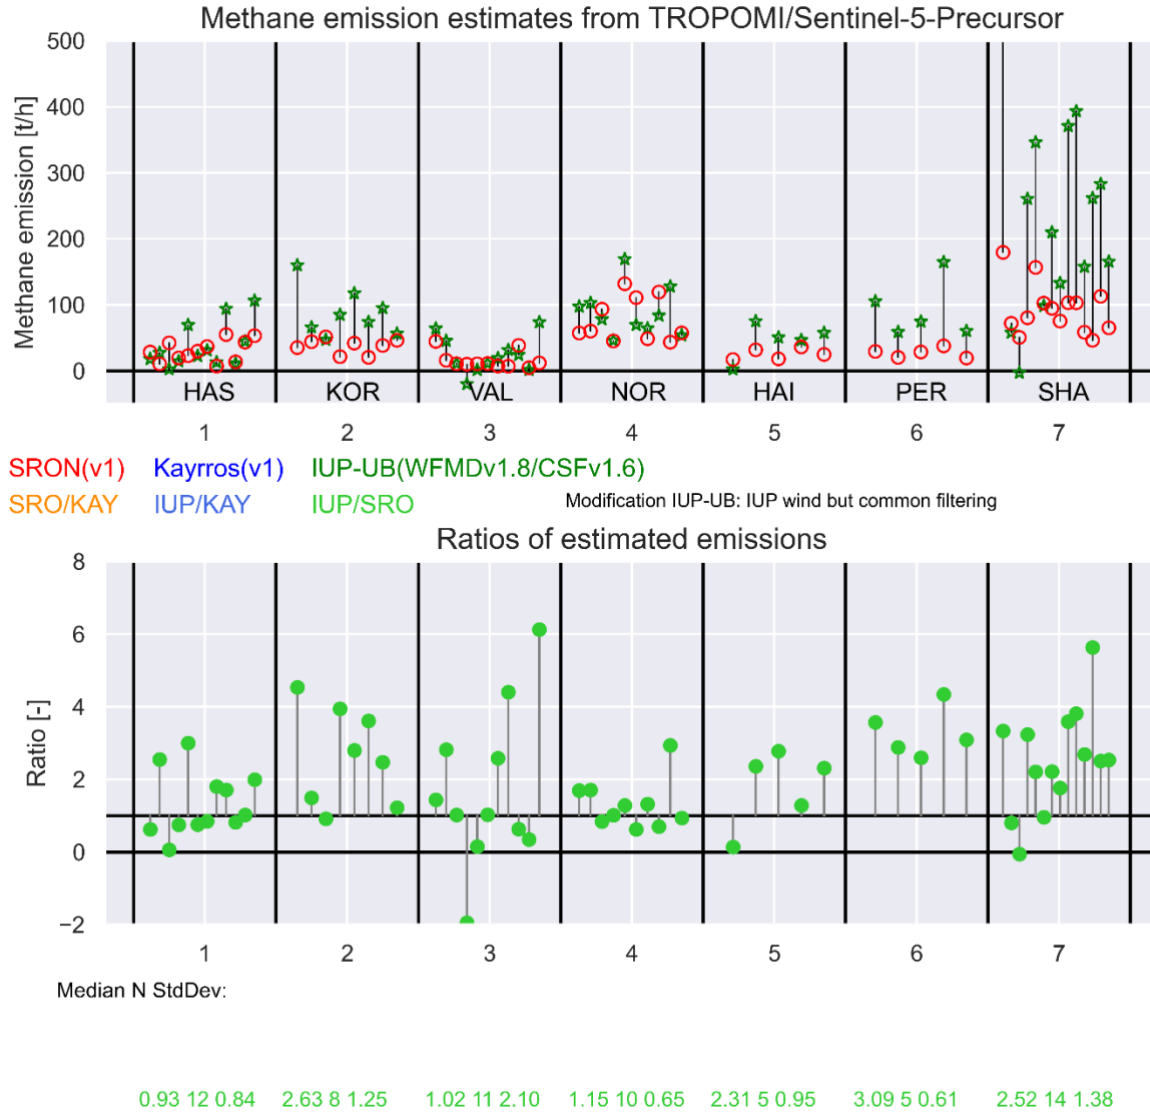 Methane emission estimates from TROPOMI/Sentinel-5-Precursor
Methane emission [t/h]
500
400
300
200
100
0
HAS KOR VAL NOR HAI PER SHA
1 2 3 4 5 6 7
SRON(v1) Kayrros(v1) IUP-UB(WFMDv1.8/CSFv1.6)
SRO/KAY IUP/KAY IUP/SRO Modification IUP-UB: IUP wind but common filtering
Ratios of estimated emissions
Ratio [-]
8
6
4
2
0
−2
1 2 3 4 5 6 7
Median N StdDev:
0.93 12 0.84 2.63 8 1.25 1.02 11 2.10 1.15 10 0.65 2.31 5 0.95 3.09 5 0.61 2.52 14 1.38